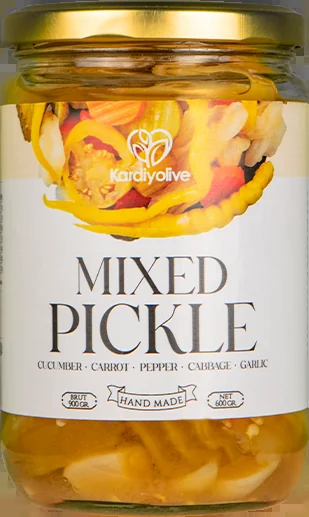 Kardiyolive
MIXED
PICKLE
CUCUMBER · CARROT · PEPPER · CABBAGE · GARLIC
BRUT
900 GR.
HAND MADE
NET
600 GR.